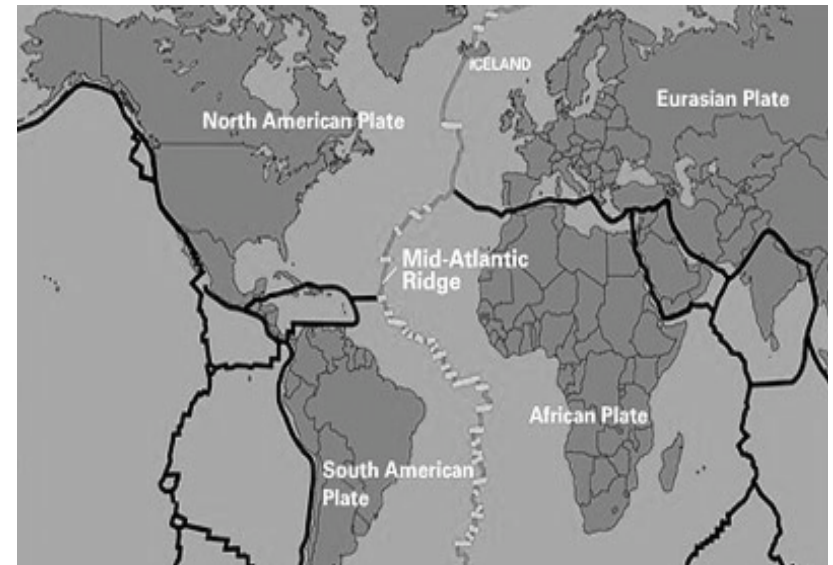 ICELAND
North American Plate
Eurasian Plate
Mid-Atlantic
Ridge
African Plate
South American
Plate